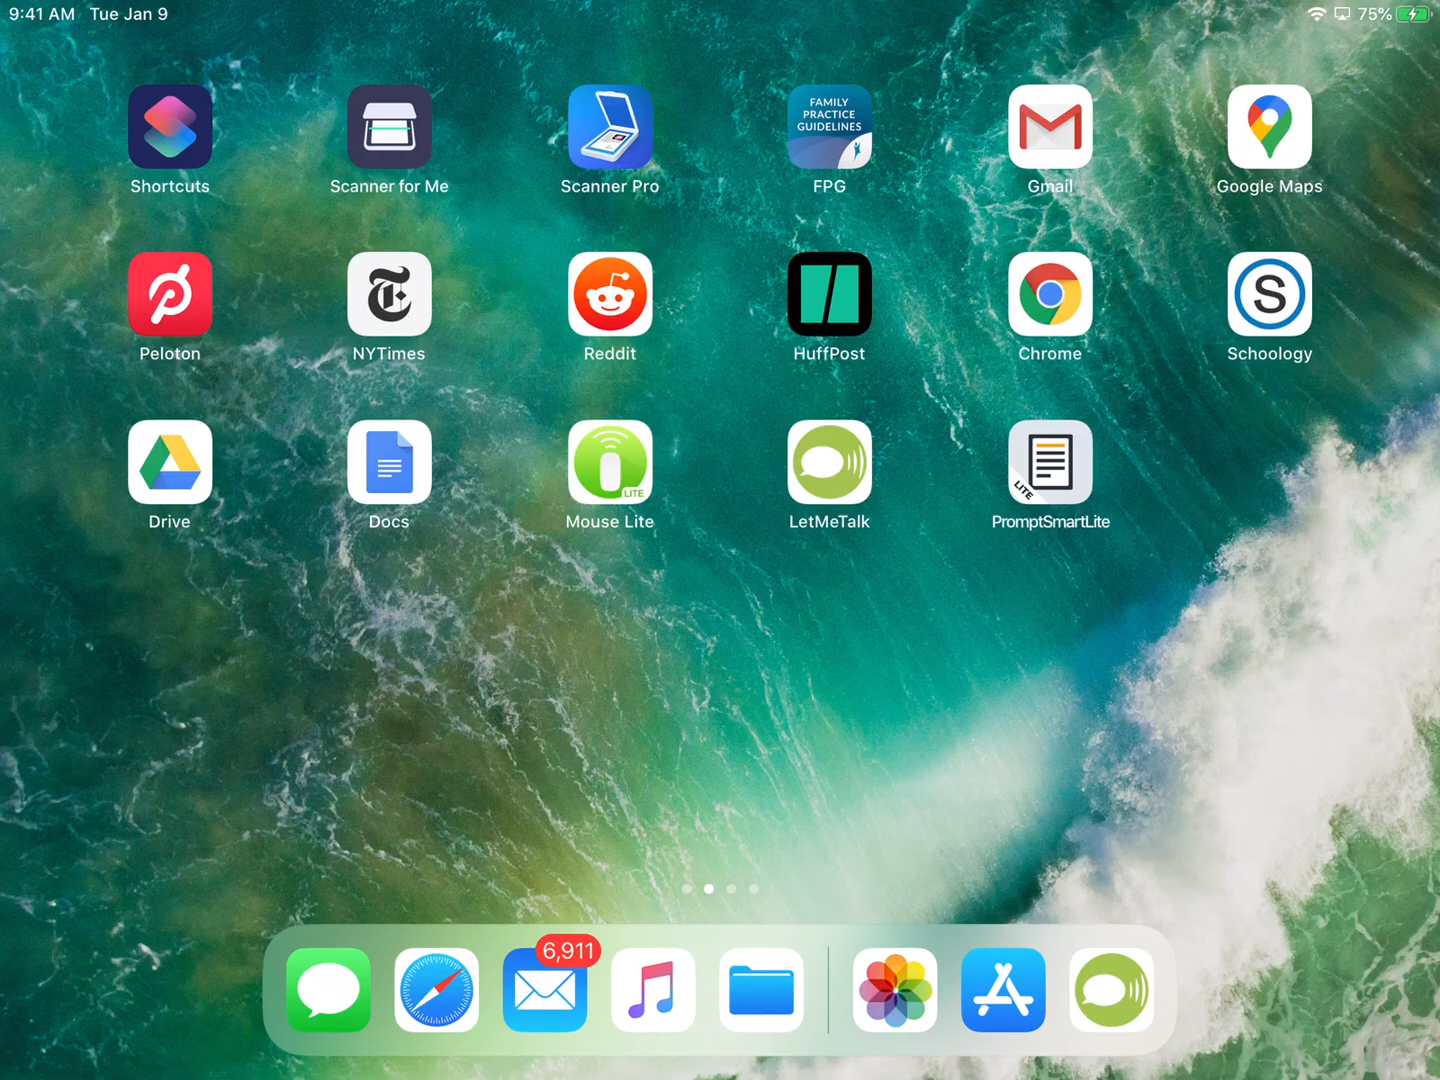 9:41 AM Tue Jan 9 75%
FAMILY
PRACTICE
GUIDELINES
Shortcuts Scanner for Me Scanner Pro FPG Gmail Google Maps
S
Peloton NYTimes Reddit HuffPost Chrome Schoology
LITE LITE
Drive Docs Mouse Lite LetMeTalk PromptSmartLite
6,911